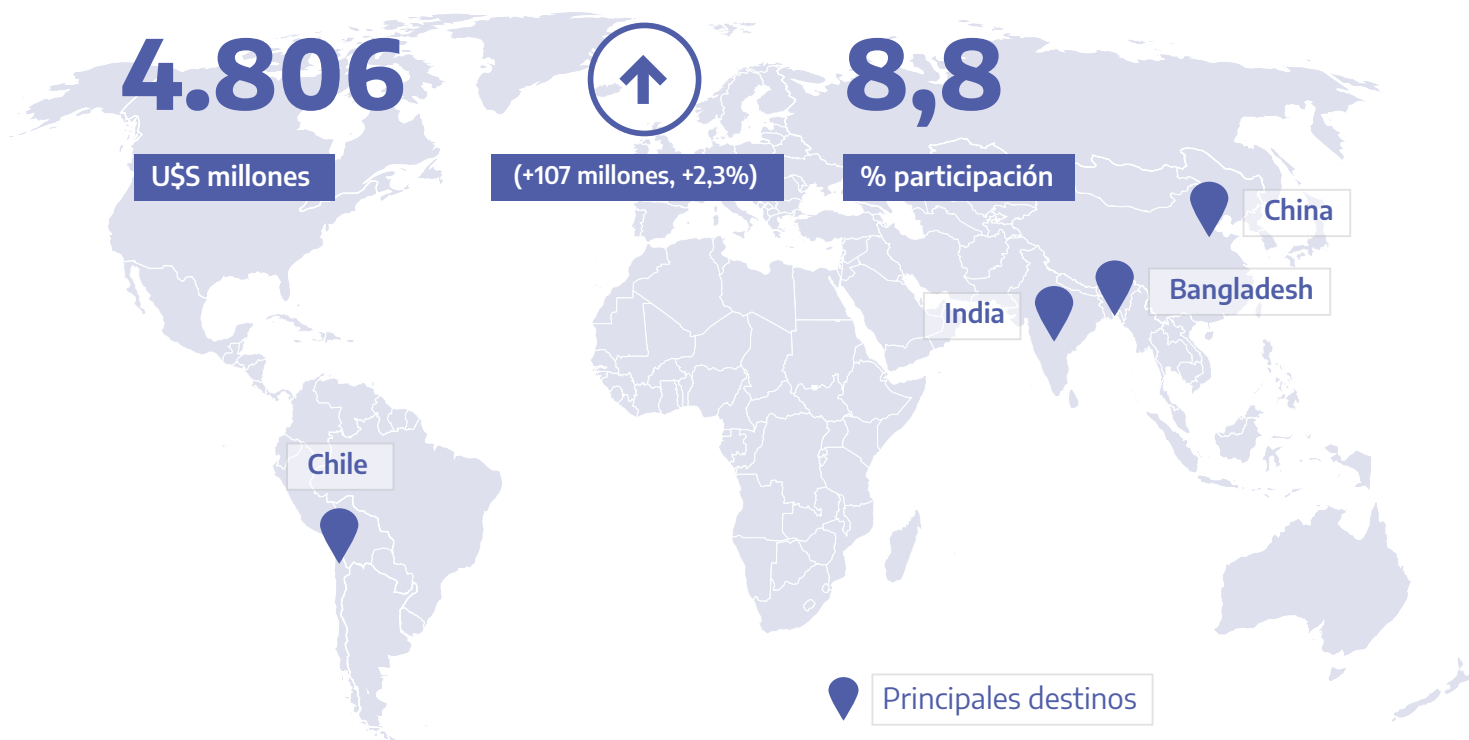 4.806
8,8
U$S millones
(+107 millones, +2,3%)
% participación
China
Bangladesh
India
Chile
Principales destinos